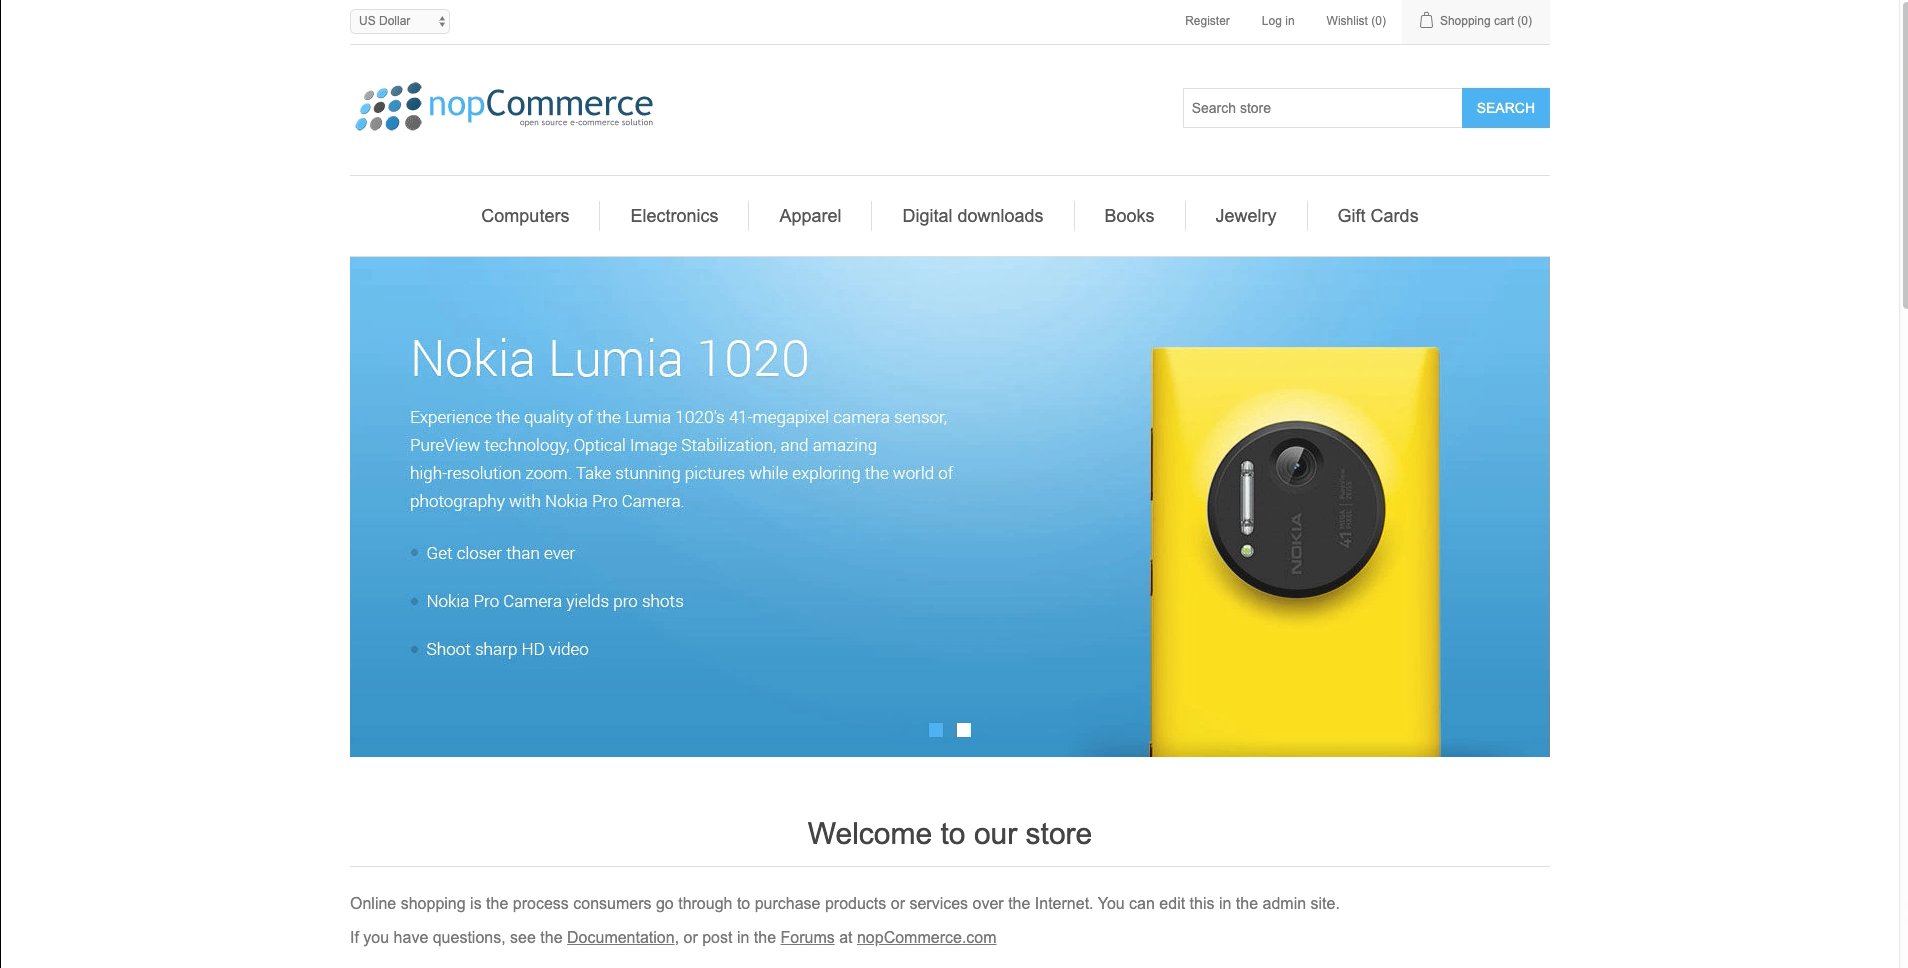 US Dollar
Register
Log in
Wishlist (0)
Shopping cart (0)
nopCommerce
open source e-commerce solution
Search store
SEARCH
Computers
Electronics
Apparel
Digital downloads
Books
Jewelry
Gift Cards
Nokia Lumia 1020
Experience the quality of the Lumia 1020's 41-megapixel camera sensor,
PureView technology, Optical Image Stabilization, and amazing
high-resolution zoom. Take stunning pictures while exploring the world of
photography with Nokia Pro Camera.
Get closer than ever
Nokia Pro Camera yields pro shots
Shoot sharp HD video
NOKIA
41 MEGA
PIXEL
Welcome to our store
Online shopping is the process consumers go through to purchase products or services over the Internet. You can edit this in the admin site.
If you have questions, see the Documentation, or post in the Forums at nopCommerce.com